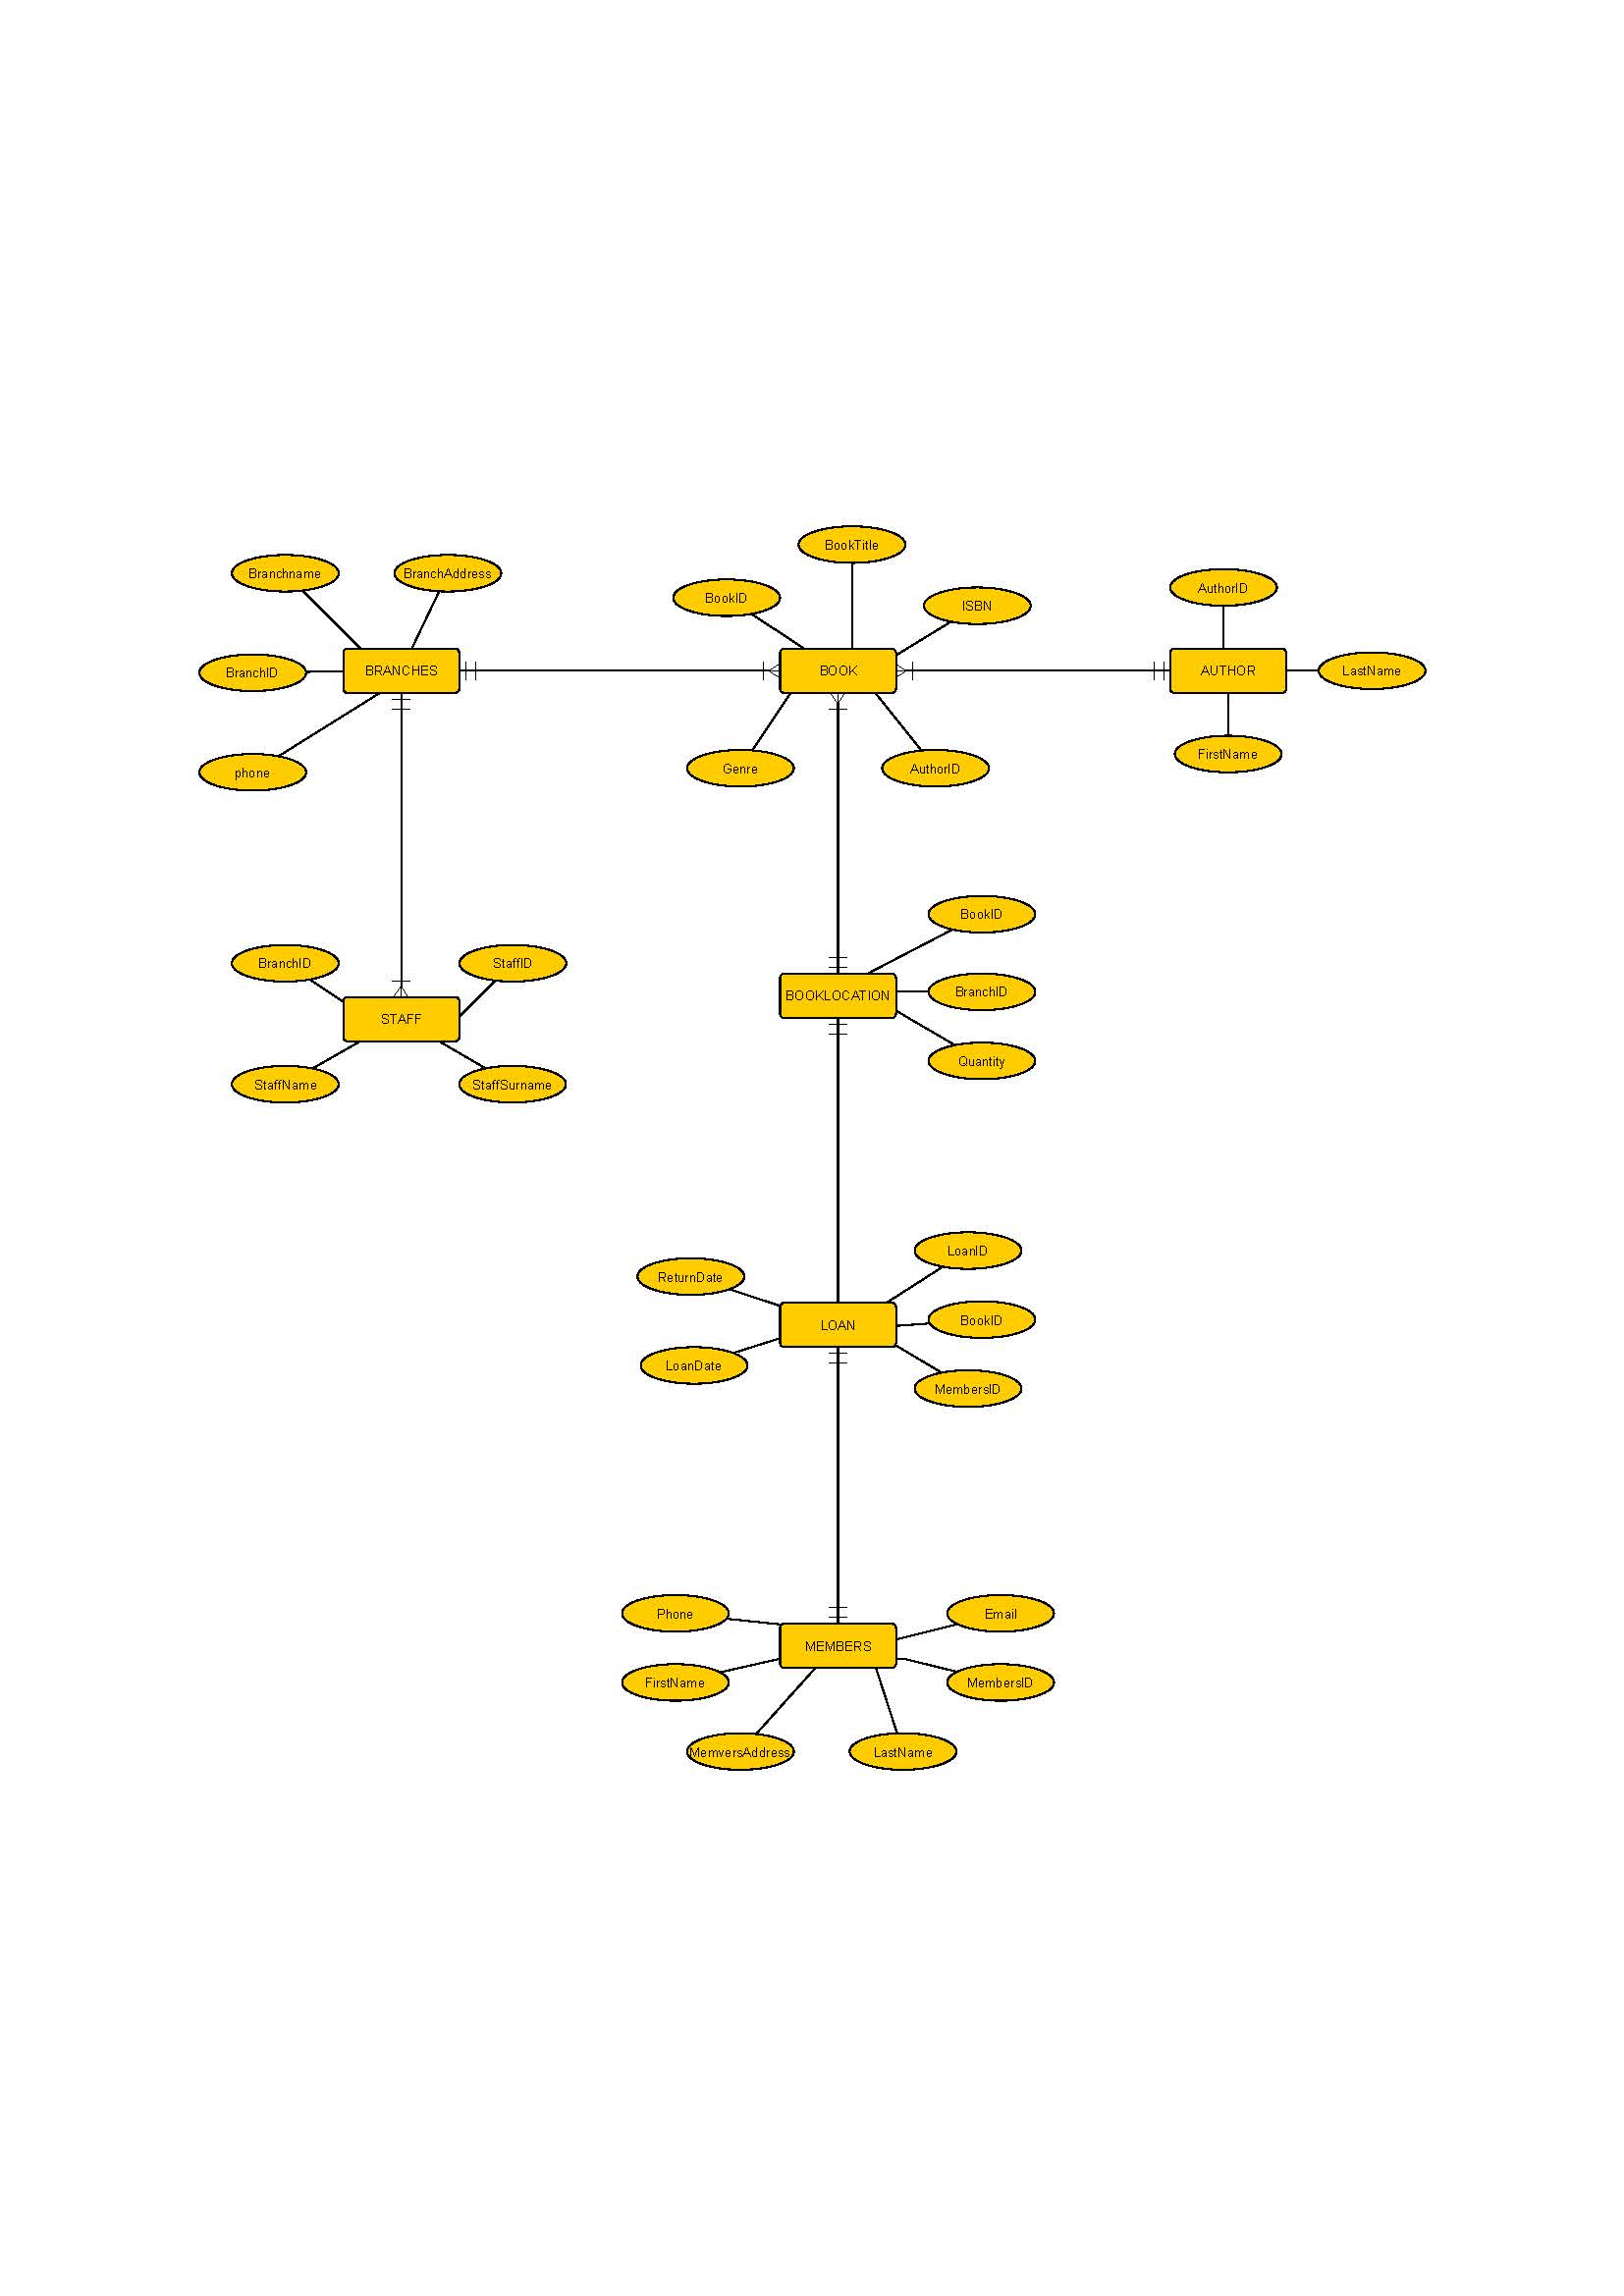 BookTitle
Branchname
BranchAddress
AuthorID
BookID
ISBN
BRANCHES
BOOK
AUTHOR
LastName
BranchID
FirstName
phone
Genre
AuthorID
BookID
BranchID
StaffID
BOOKLOCATION
BranchID
STAFF
Quantity
StaffName
StaffSurname
LoanID
ReturnDate
LOAN
BookID
LoanDate
MembersID
Phone
Email
MEMBERS
FirstName
MembersID
MemversAddress
LastName